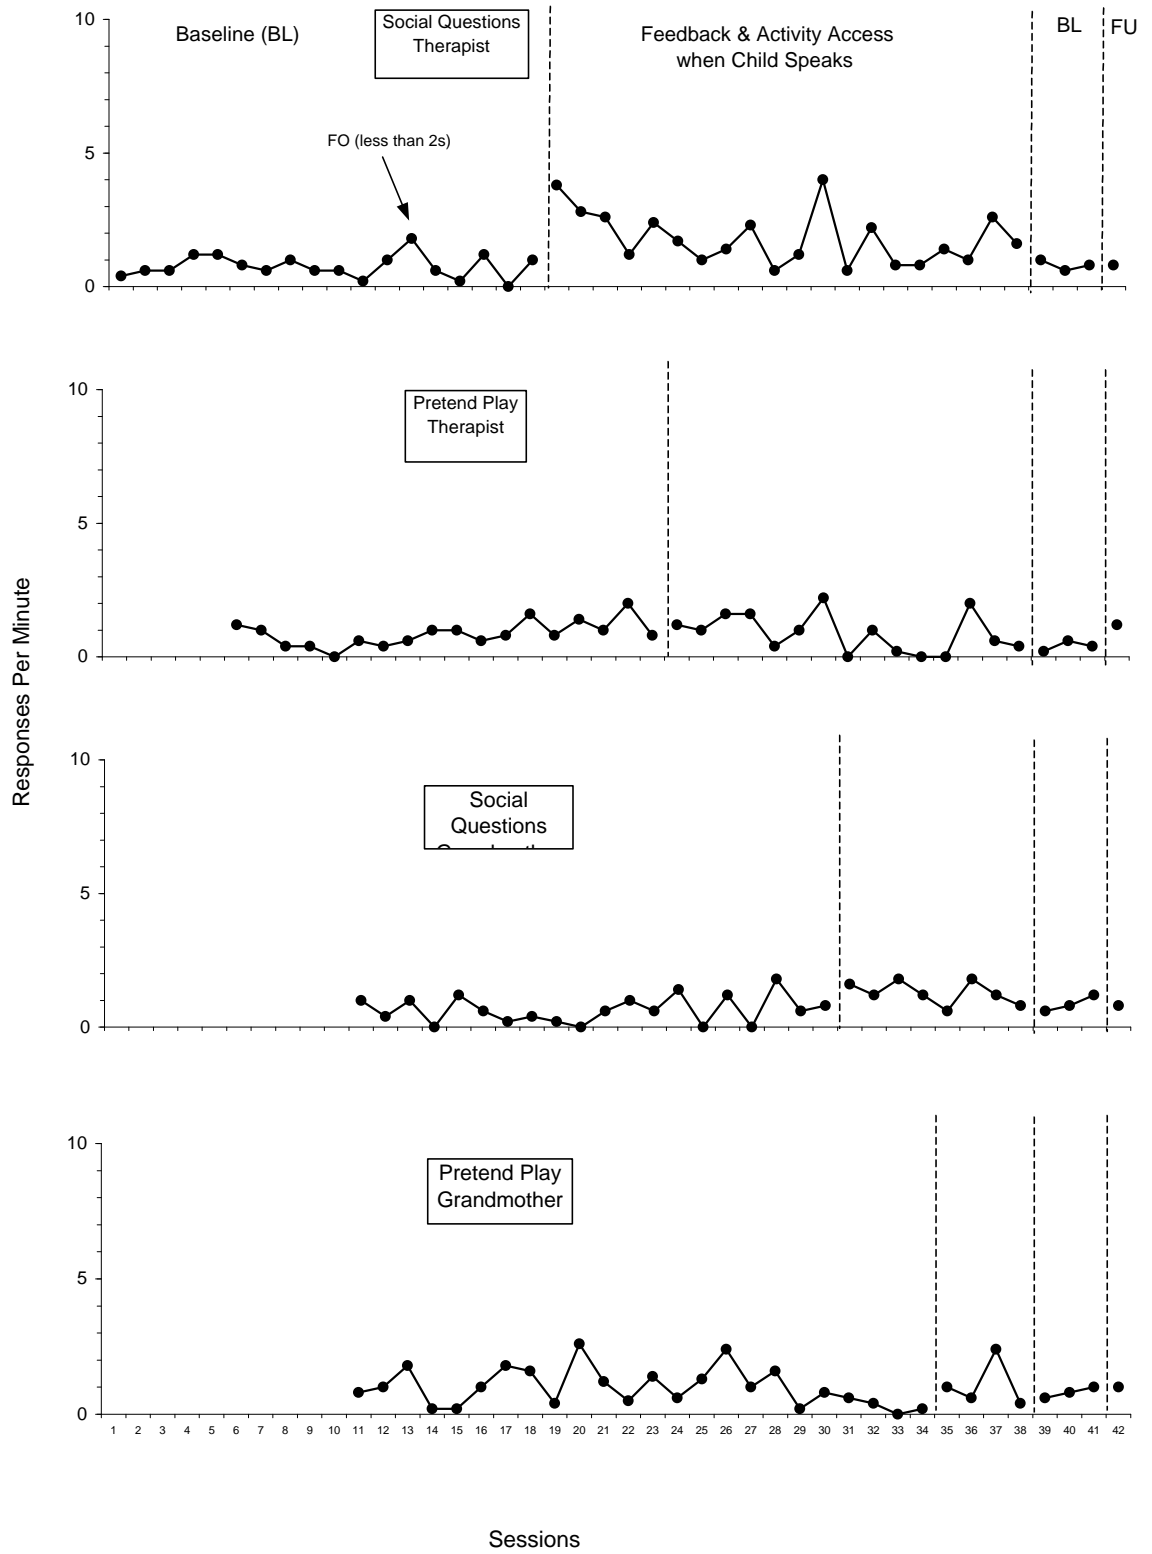 10
Baseline (BL)
Social Questions
Therapist
Feedback & Activity Access
when Child Speaks
BL
FU
FO (less than 2s)
5
0
10
Pretend Play
Therapist
5
0
Responses Per Minute
10
Social
Questions
5
0
10
Pretend Play
Grandmother
5
0
1 2 3 4 5 6 7 8 9 10 11 12 13 14 15 16 17 18 19 20 21 22 23 24 25 26 27 28 29 30 31 32 33 34 35 36 37 38 39 40 41 42
Sessions